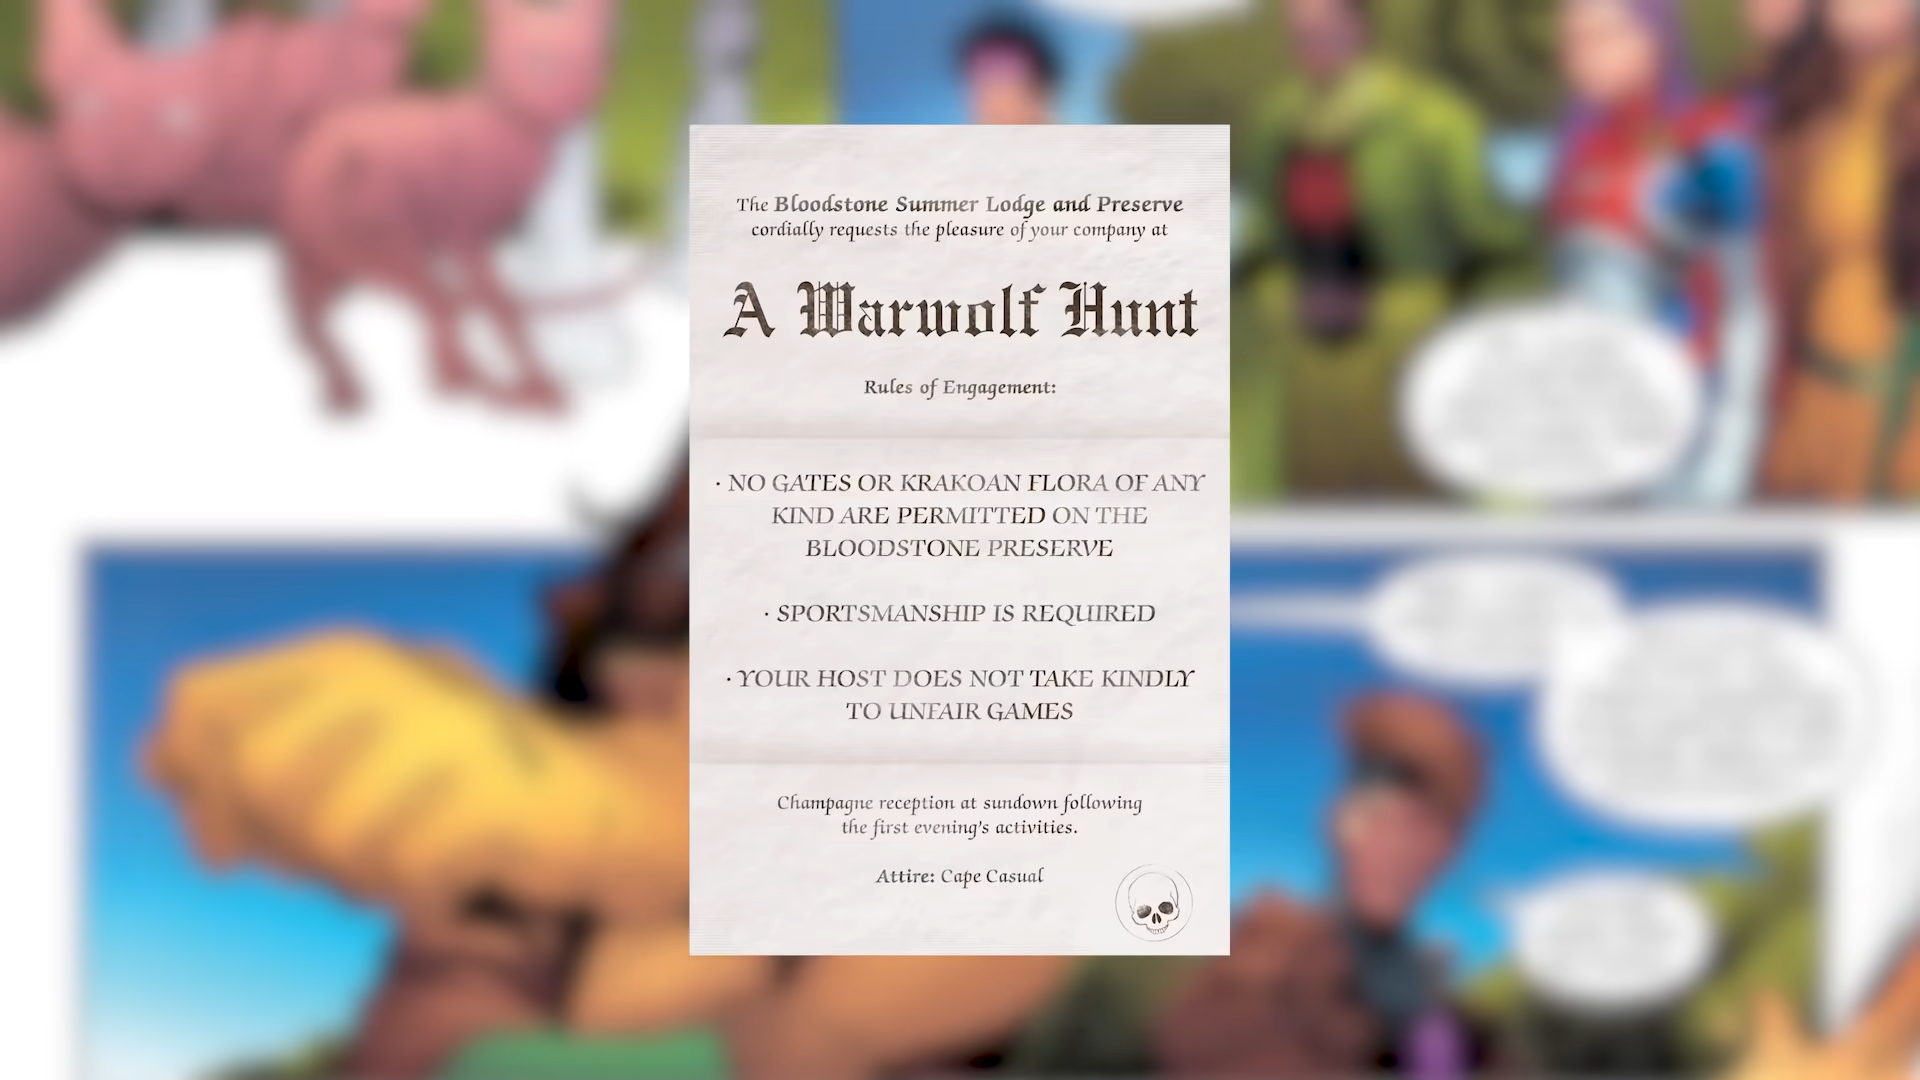 The Bloodstone Summer Lodge and Preserve
cordially requests the pleasure of your company at
A Warwolf Hunt
Rules of Engagement:
· NO GATES OR KRAKOAN FLORA OF ANY
KIND ARE PERMITTED ON THE
BLOODSTONE PRESERVE
· SPORTSMANSHIP IS REQUIRED
· YOUR HOST DOES NOT TAKE KINDLY
TO UNFAIR GAMES
Champagne reception at sundown following
the first evening's activities.
Attire: Cape Casual